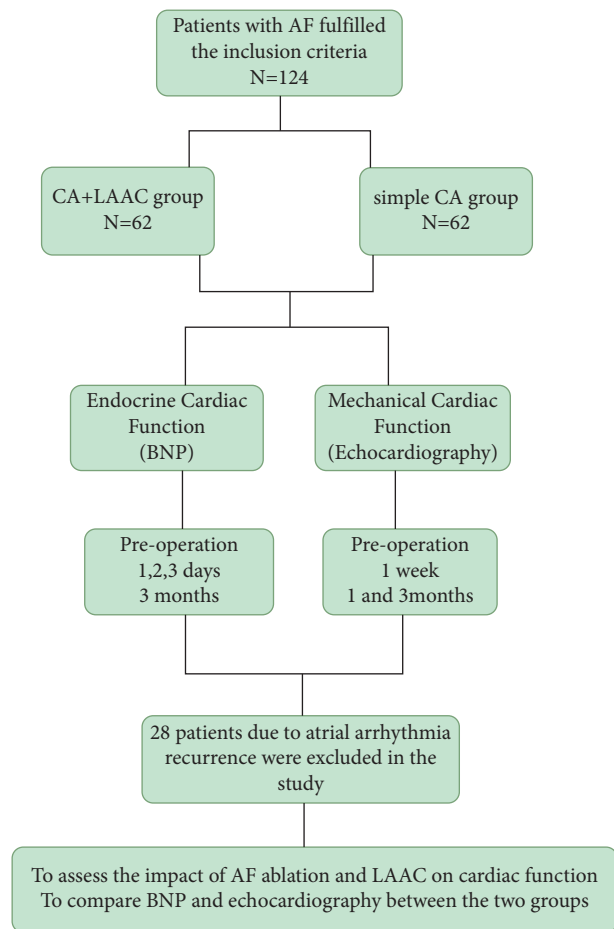 Patients with AF fulfilled
the inclusion criteria
N=124
CA+LAAC group
N=62
simple CA group
N=62
Endocrine Cardiac
Function
(BNP)
Mechanical Cardiac
Function
(Echocardiography)
Pre-operation
1,2,3 days
3 months
Pre-operation
1 week
1 and 3months
28 patients due to atrial arrhythmia
recurrence were excluded in the
study
To assess the impact of AF ablation and LAAC on cardiac function
To compare BNP and echocardiography between the two groups